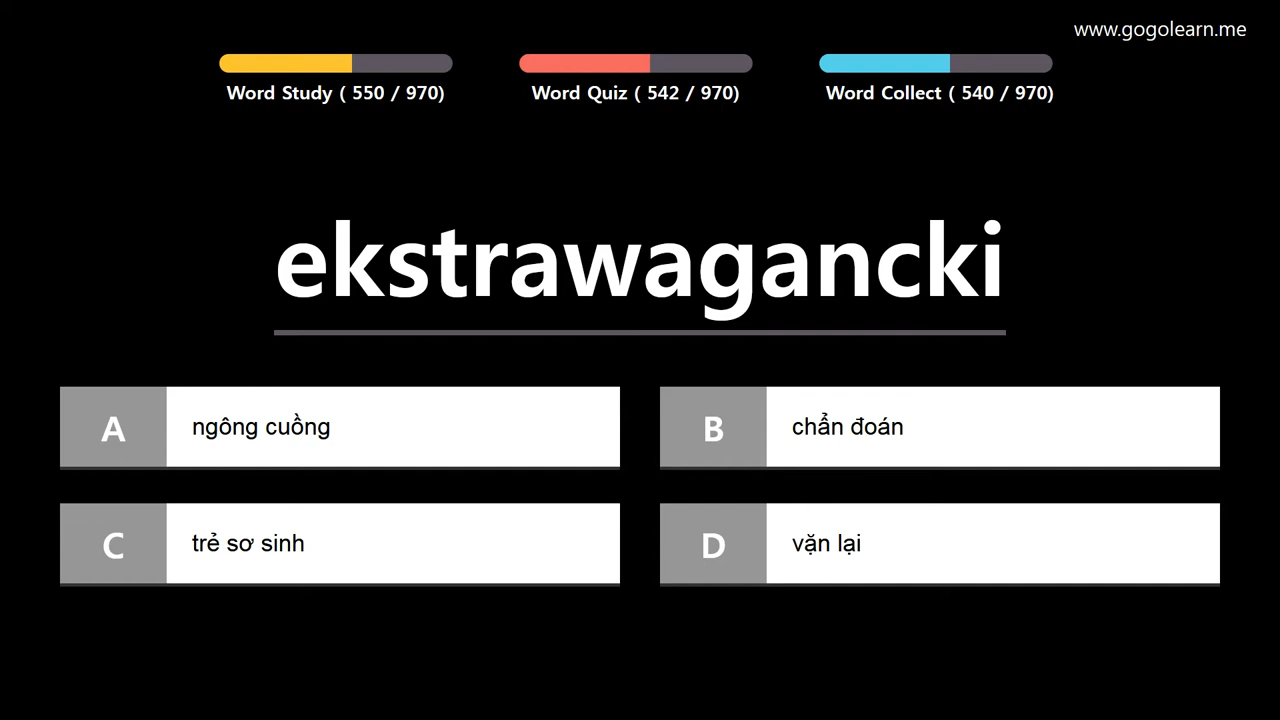 www.gogolearn.me
Word Study ( 550 / 970)
Word Quiz ( 542 / 970)
Word Collect ( 540 / 970)
ekstrawagancki
A
ngông cuồng
B
chẩn đoán
C
trẻ sơ sinh
D
vặn lại